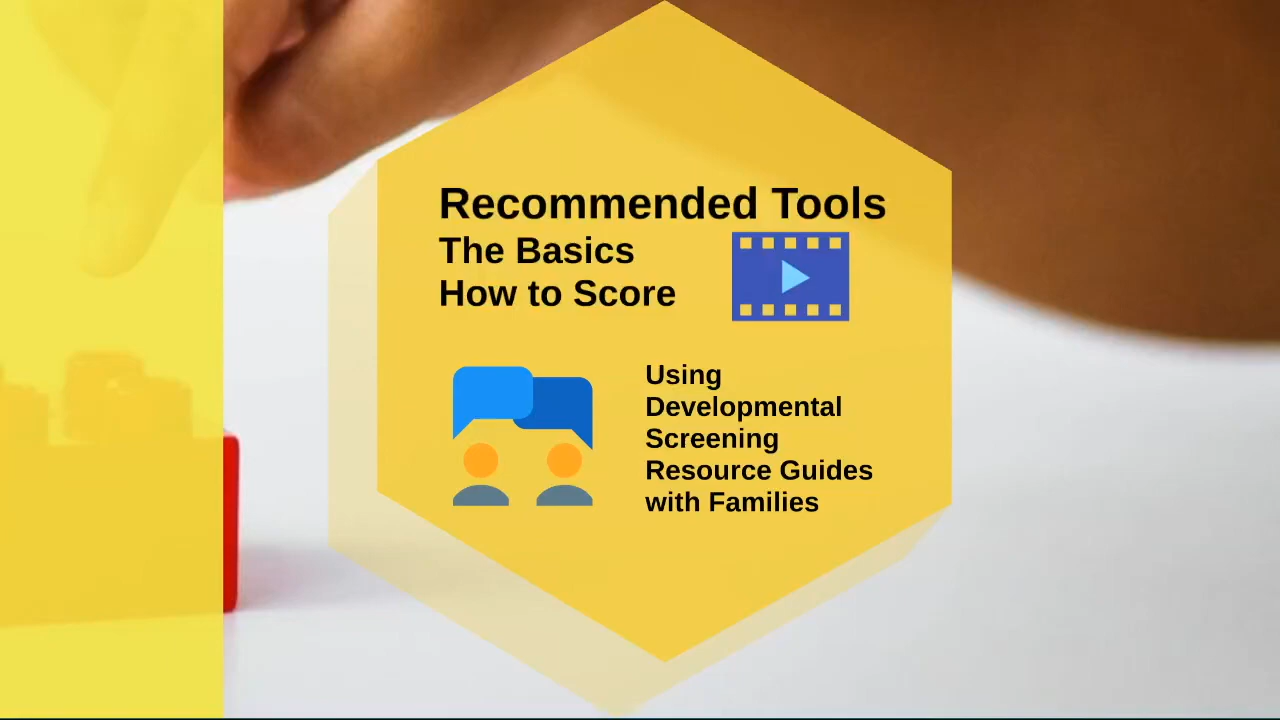 Recommended Tools
The Basics
How to Score
Using
Developmental
Screening
Resource Guides
with Families